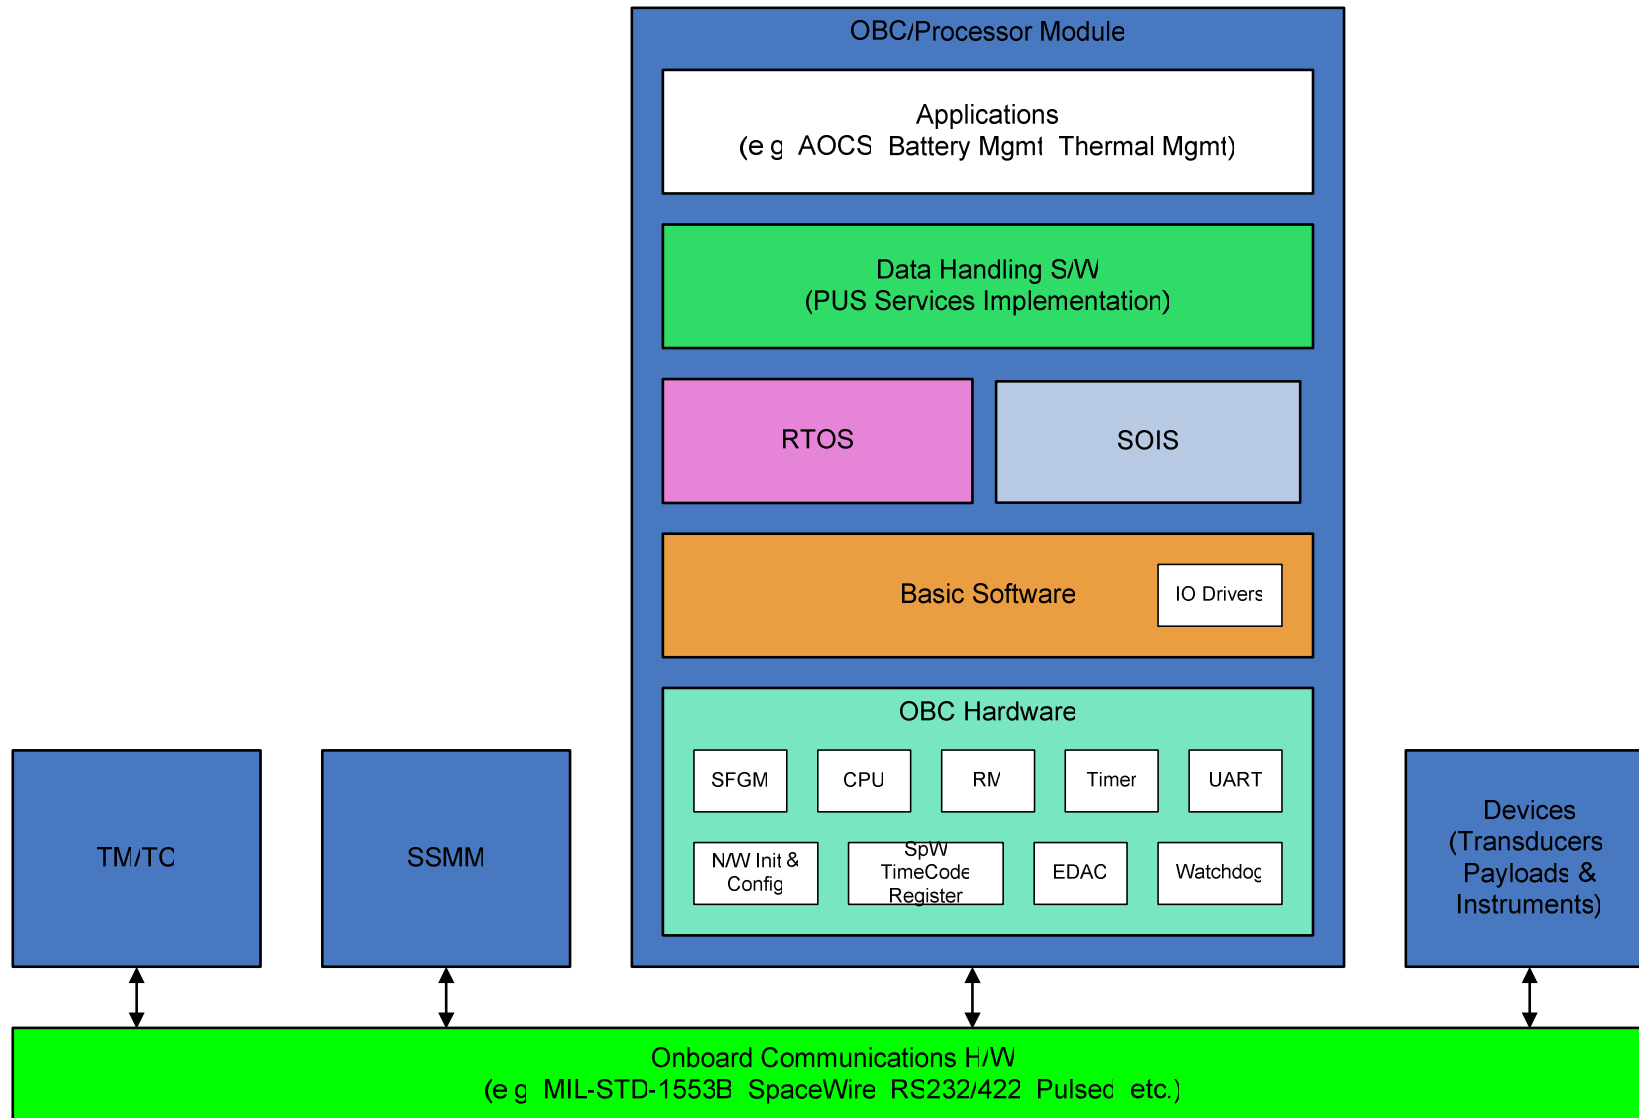 OBC/Processor Module
Applications
(e g AOCS Battery Mgmt Thermal Mgmt)
Data Handling S/W
(PUS Services Implementation)
RTOS
SOIS
Basic Software
IO Drivers
OBC Hardware
SFGM
CPU
RM
Timer
UART
N/W Init &
Config
SpW
TimeCode
Register
EDAC
Watchdog
TM/TC
SSMM
Devices
(Transducers
Payloads &
Instruments)
Onboard Communications H/W
(e g MIL-STD-1553B SpaceWire RS232/422 Pulsed etc.)